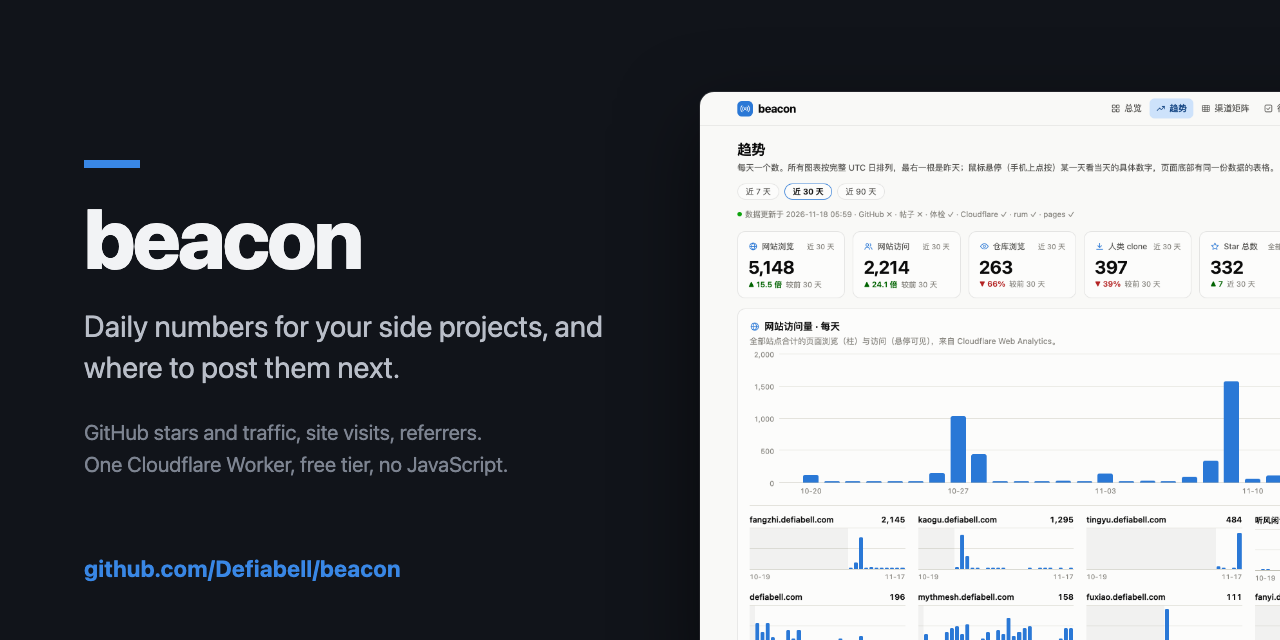 beacon
Daily numbers for your side projects, and
where to post them next.
GitHub stars and traffic, site visits, referrers.
One Cloudflare Worker, free tier, no JavaScript.
github.com/Defiabell/beacon
beacon
总览 趋势 渠道矩阵
趋势
每天一个数。所有图表按完整 UTC 日排列，最右一根是昨天；鼠标悬停（手机上点按）某一天看当天的具体数字，页面底部有同一份数据的表格。
近 7 天 近 30 天 近 90 天
数据更新于 2026-11-18 05:59 · GitHub ✕ · 帖子 ✕ · 体检 ✓ · Cloudflare ✓ · rum ✓ · pages ✓
网站浏览 近 30 天
5,148
▲ 15.5 倍 较前 30 天
网站访问 近 30 天
2,214
▲ 24.1 倍 较前 30 天
仓库浏览 近 30 天
263
▼ 66% 较前 30 天
人类 clone 近 30 天
397
▼ 39% 较前 30 天
Star 总数
332
▲ 7 近 30 天
网站访问量 · 每天
全部站点合计的页面浏览（柱）与访问（悬停可见），来自 Cloudflare Web Analytics。
2,000
1,500
1,000
500
0
10-20 10-27 11-03 11-10
fangzhi.defiabell.com 2,145
10-19 11-17
kaogu.defiabell.com 1,295
10-19 11-17
tingyu.defiabell.com 484
10-19 11-17
听风闲
10-19
defiabell.com 196
mythmesh.defiabell.com 158
fuxiao.defiabell.com 111
fanyi.d